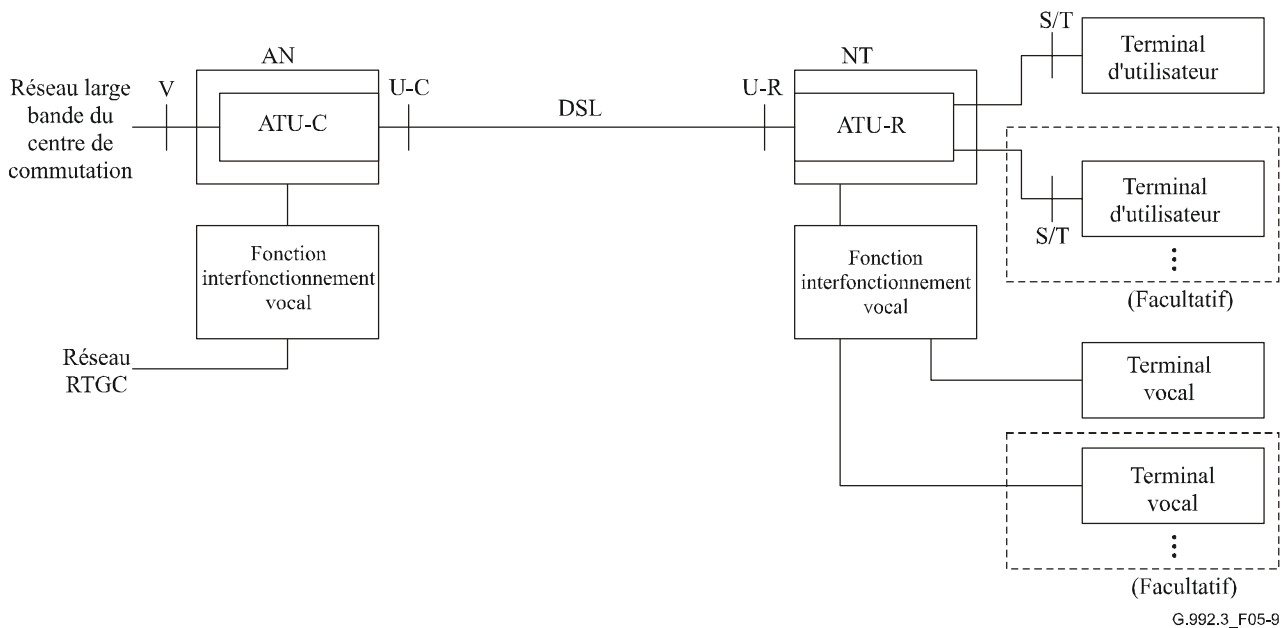 S/T
Terminal
d'utilisateur
AN
NT
Réseau large
bande du
centre de
commutation
V
ATU-C
U-C
DSL
U-R
ATU-R
Terminal
d'utilisateur
S/T
(Facultatif)
Fonction
interfonctionnement
vocal
Fonction
interfonctionnement
vocal
Réseau
RTGC
Terminal
vocal
Terminal
vocal
(Facultatif)
G.992.3_F05-9